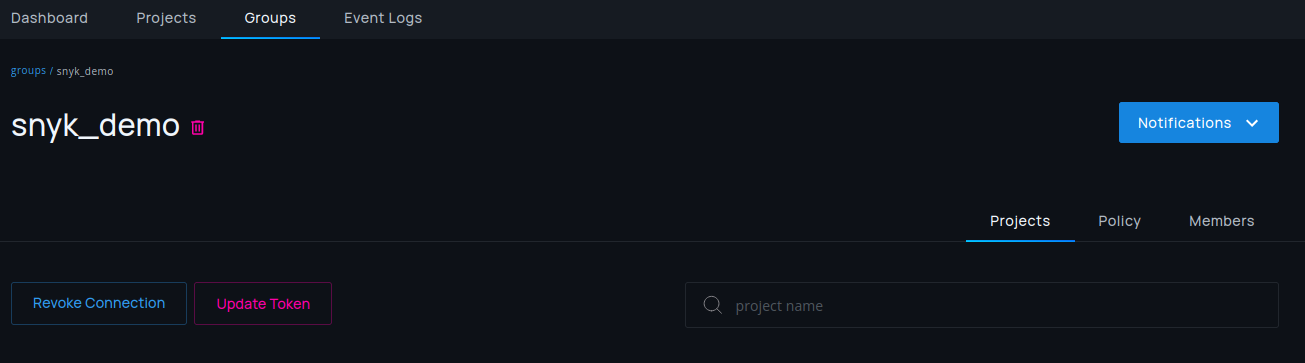 Dashboard Projects Groups Event Logs
groups / snyk_demo
snyk_demo
Notifications
Projects Policy Members
Revoke Connection Update Token
project name